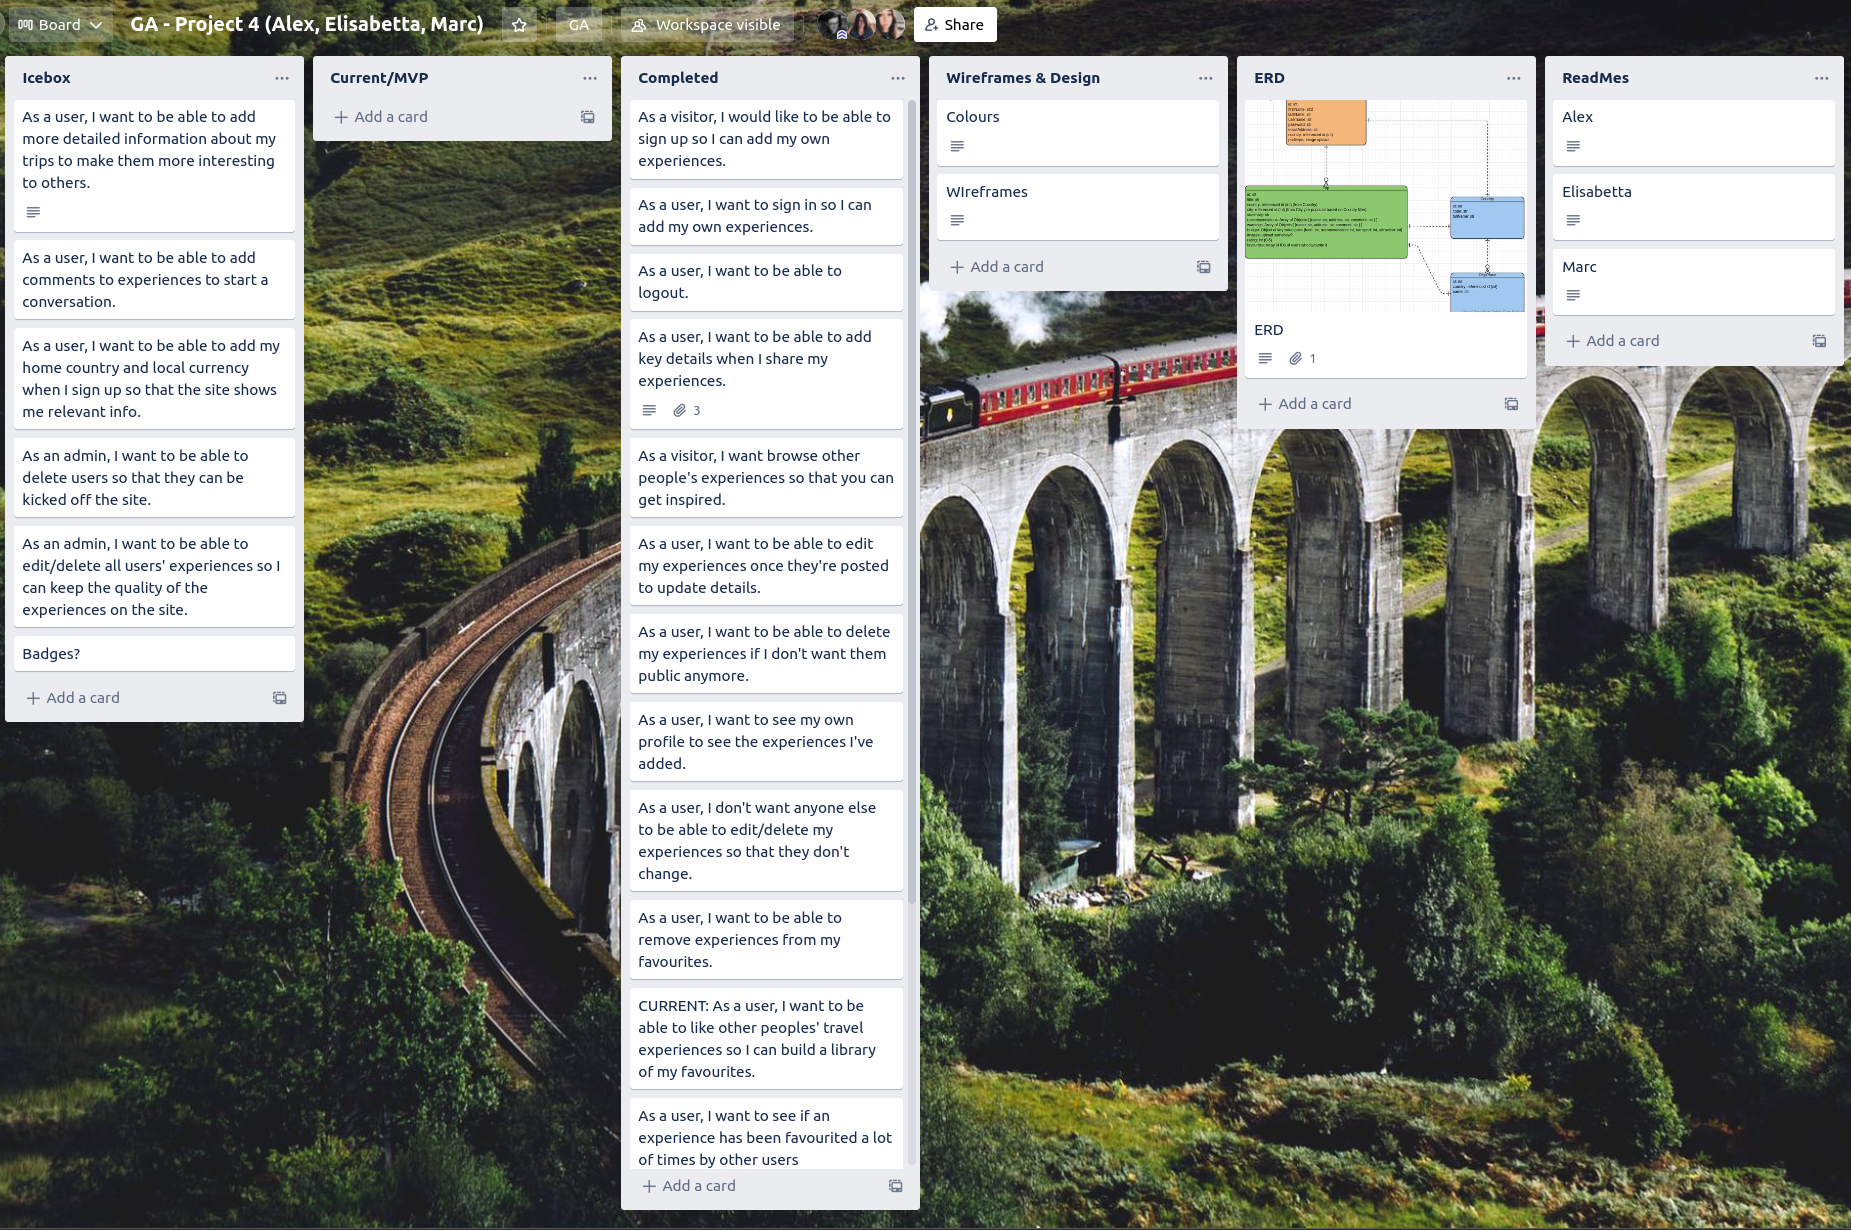 Board
GA - Project 4 (Alex, Elisabetta, Marc)
GA
Workspace visible
Share
Icebox
As a user, I want to be able to add
more detailed information about my
trips to make them more interesting
to others.
As a user, I want to be able to add
comments to experiences to start a
conversation.
As a user, I want to be able to add my
home country and local currency
when I sign up so that the site shows
me relevant info.
As an admin, I want to be able to
delete users so that they can be
kicked off the site.
As an admin, I want to be able to
edit/delete all users' experiences so I
can keep the quality of the
experiences on the site.
Badges?
Add a card
Current/MVP
Add a card
Completed
As a visitor, I would like to be able to
sign up so I can add my own
experiences.
As a user, I want to sign in so I can
add my own experiences.
As a user, I want to be able to
logout.
As a user, I want to be able to add
key details when I share my
experiences.
3
As a visitor, I want browse other
people's experiences so that you can
get inspired.
As a user, I want to be able to edit
my experiences once they're posted
to update details.
As a user, I want to be able to delete
my experiences if I don't want them
public anymore.
As a user, I want to see my own
profile to see the experiences I've
added.
As a user, I don't want anyone else
to be able to edit/delete my
experiences so that they don't
change.
As a user, I want to be able to
remove experiences from my
favourites.
CURRENT: As a user, I want to be
able to like other peoples' travel
experiences so I can build a library
of my favourites.
As a user, I want to see if an
experience has been favourited a lot
of times by other users
Add a card
Wireframes & Design
Colours
WIreframes
Add a card
ERD
Country
ERD
1
Add a card
ReadMes
Alex
Elisabetta
Marc
Add a card